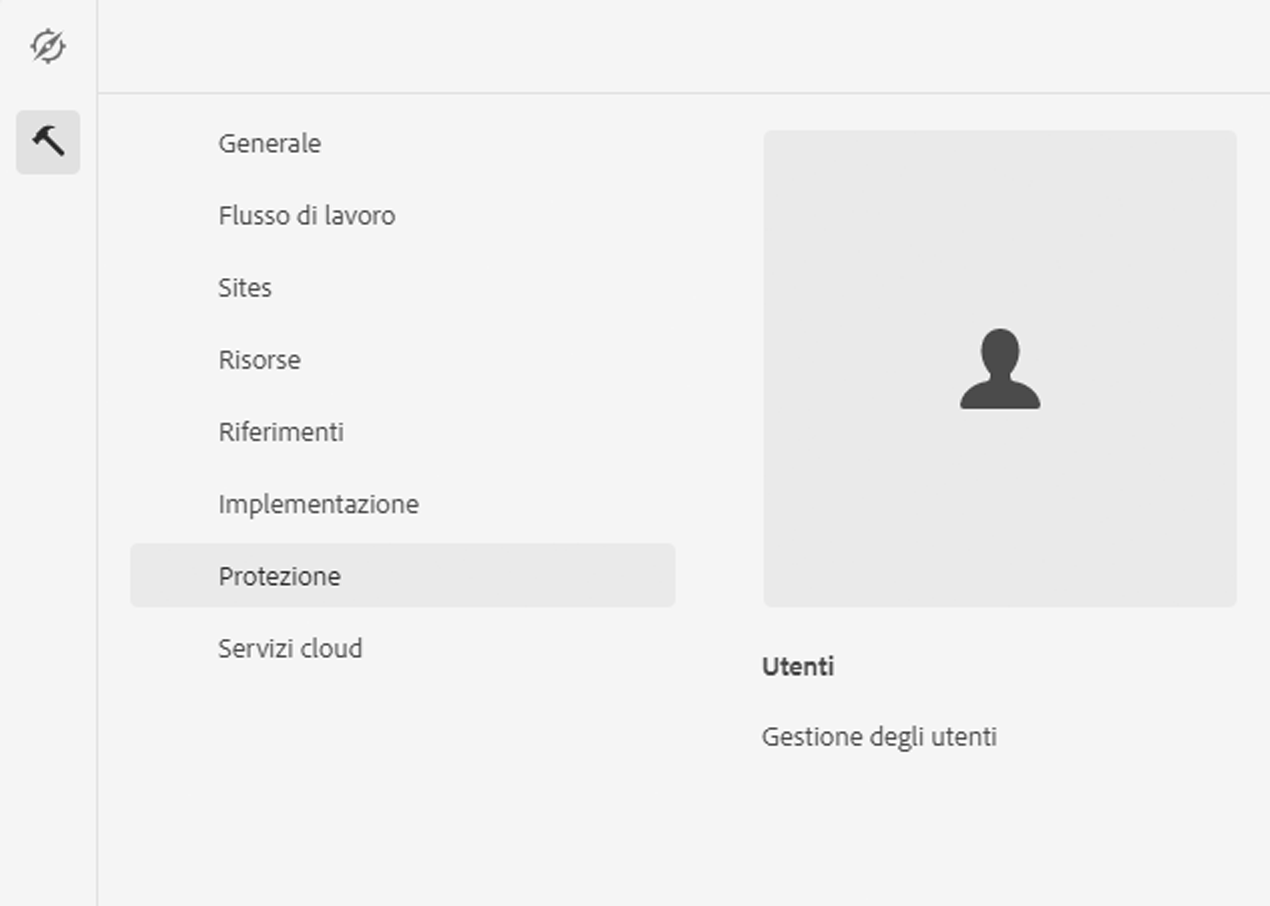 Generale
Flusso di lavoro
Sites
Risorse
Riferimenti
Implementazione
Protezione
Servizi cloud
Utenti
Gestione degli utenti